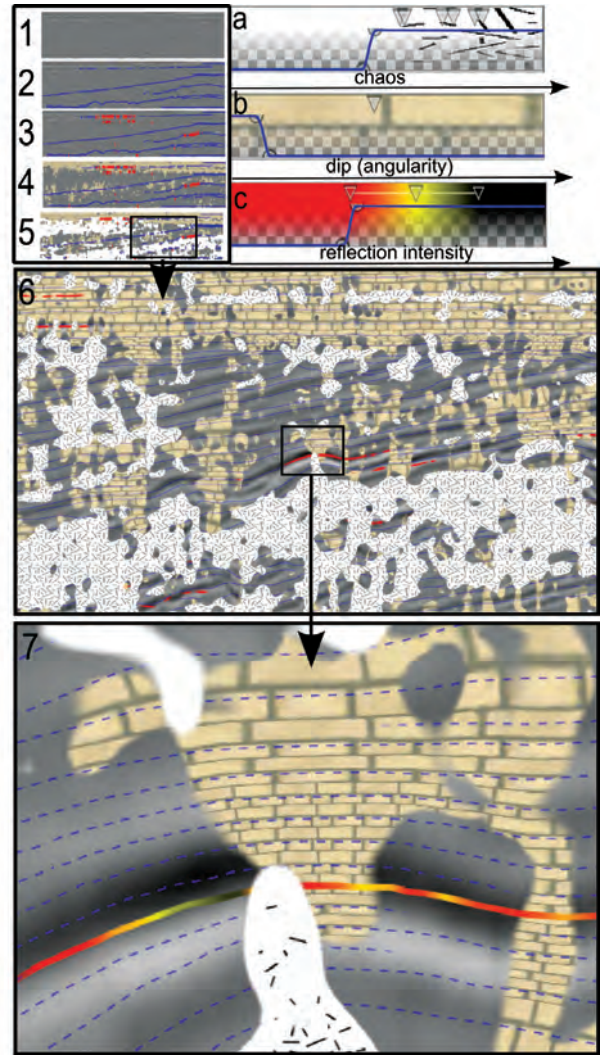 1
2
3
4
5
a
chaos
b
dip (angularity)
c
reflection intensity
6
7